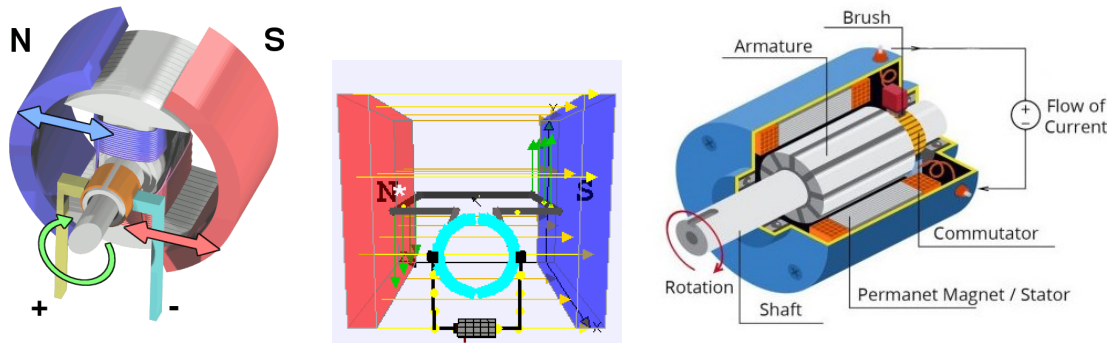 N
S
+
-
N
*
S
Y
X
Brush
Armature
+
−
Flow of
Current
Commutator
Permanet Magnet / Stator
Shaft
Rotation